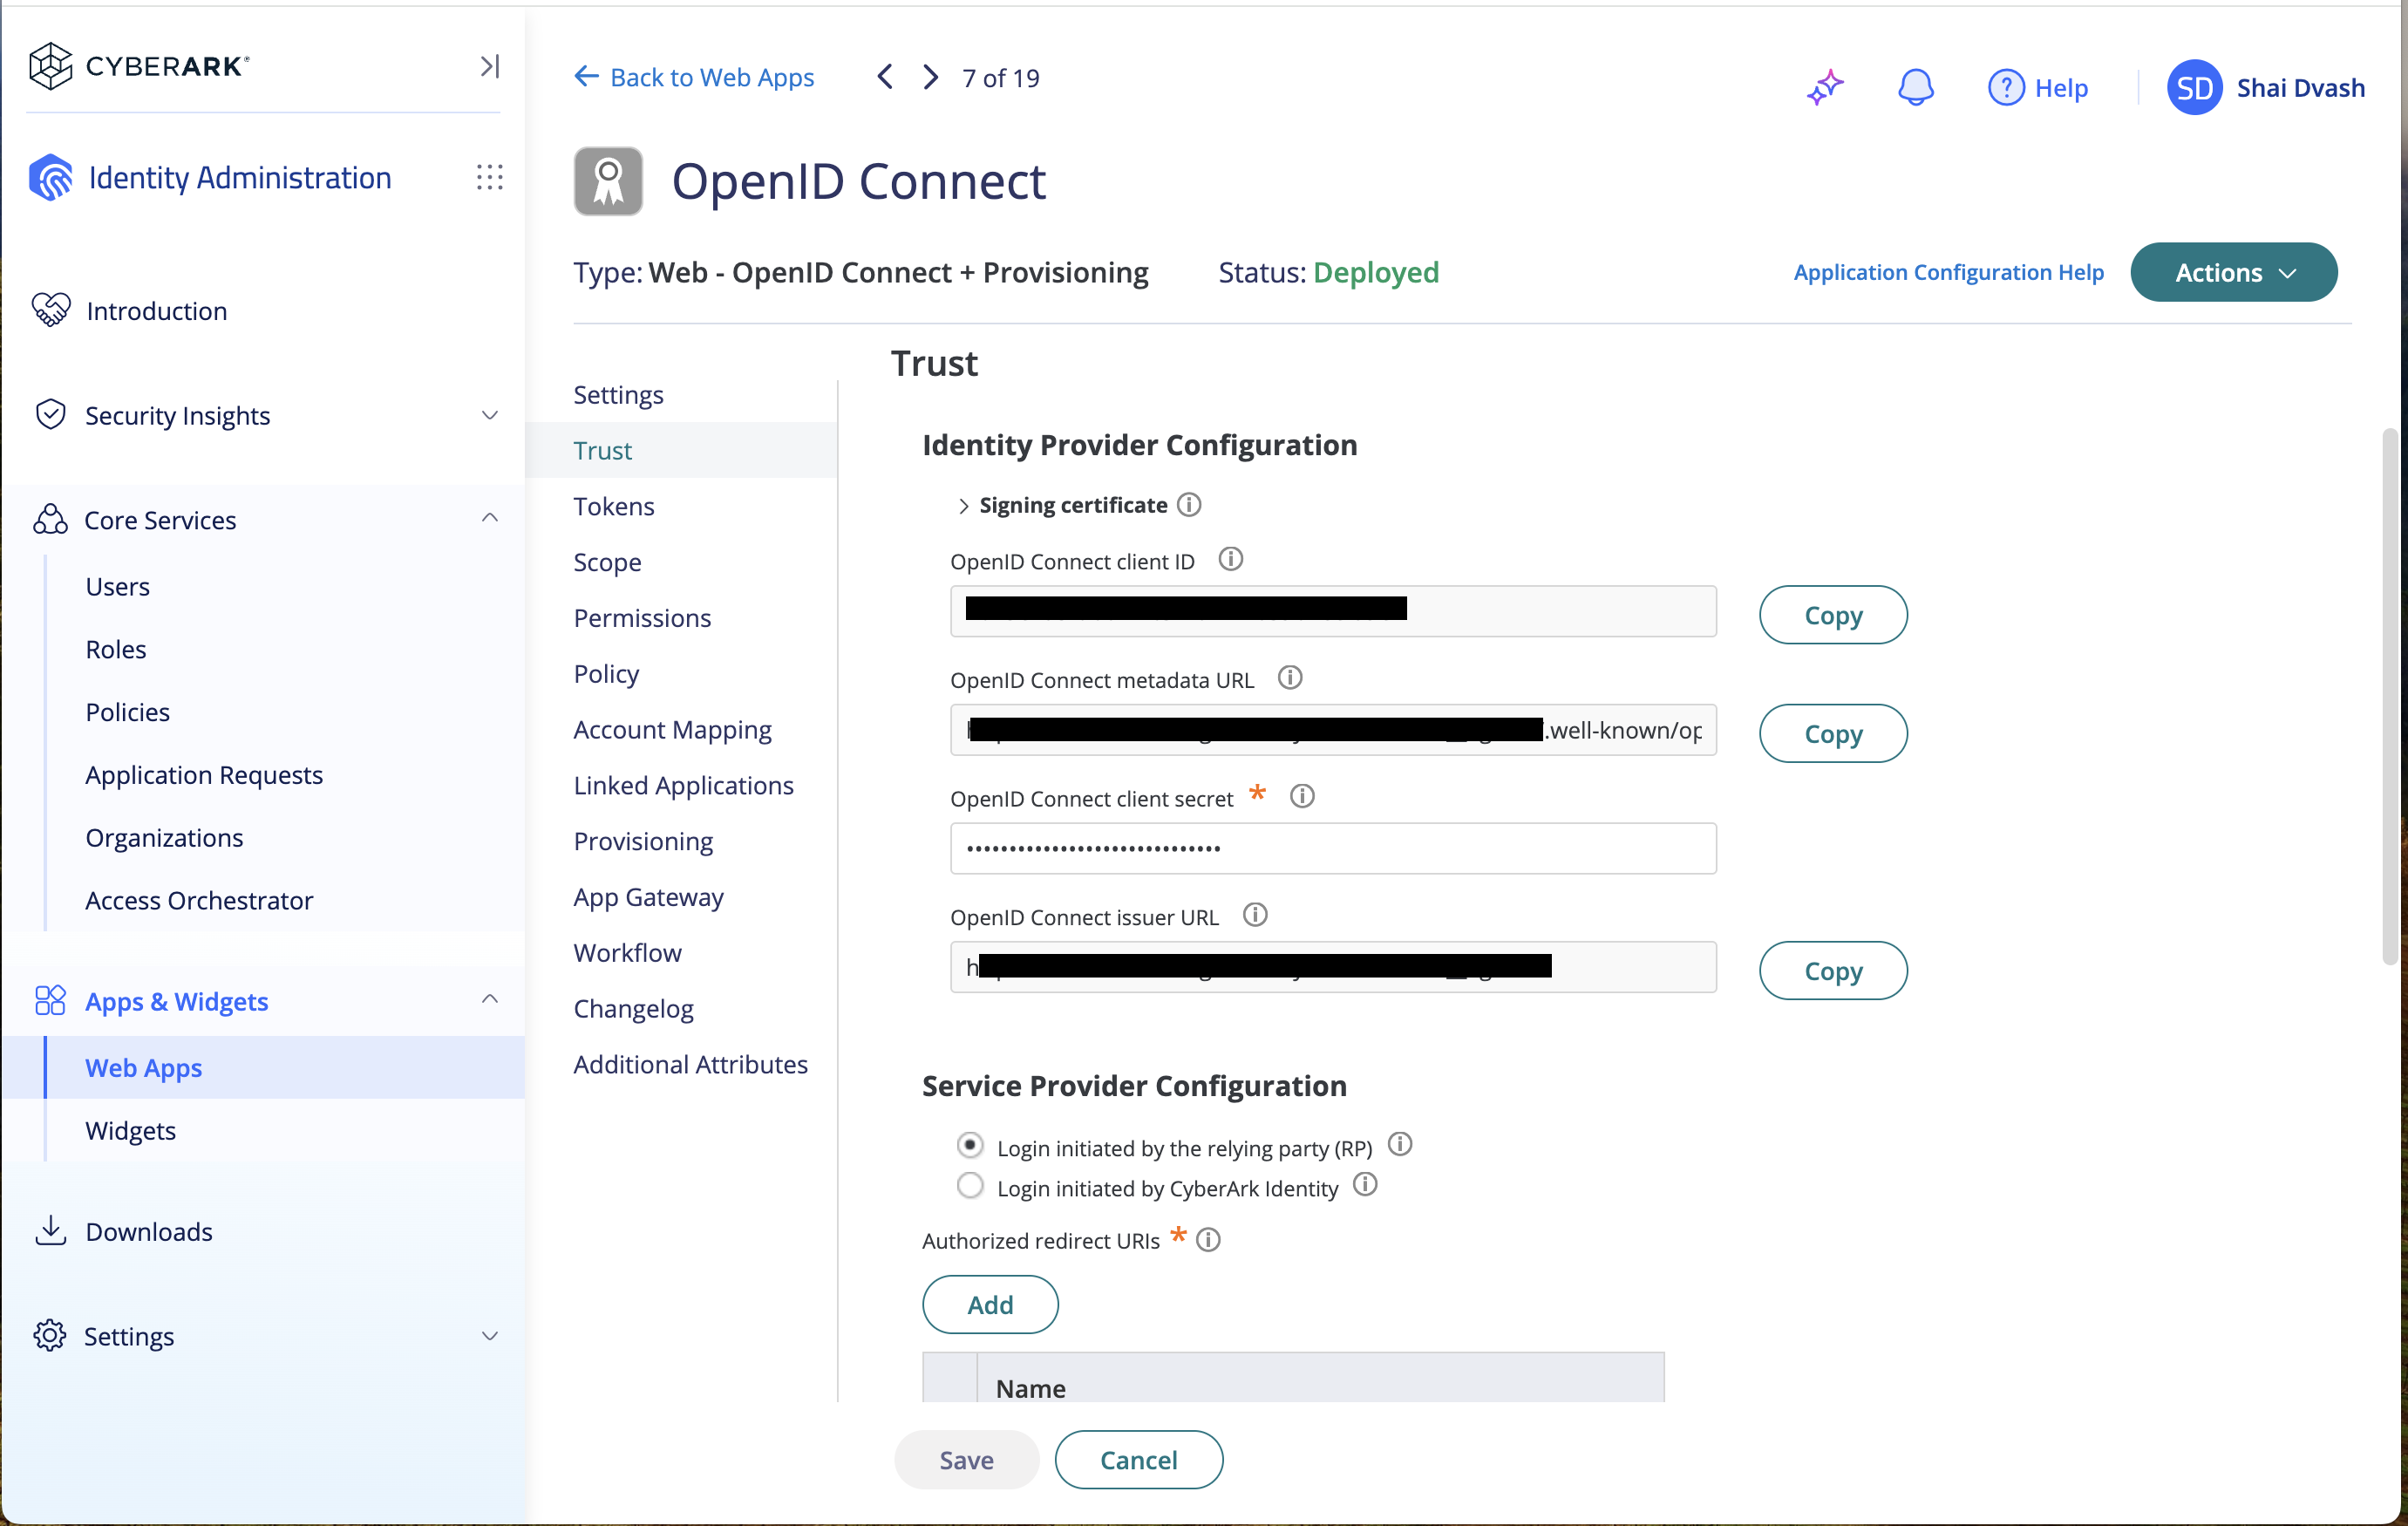 CYBERARK®
Identity Administration
Introduction
Security Insights
Core Services
Users
Roles
Policies
Application Requests
Organizations
Access Orchestrator
Apps & Widgets
Web Apps
Widgets
Downloads
Settings
Back to Web Apps
7 of 19
Help
SD Shai Dvash
OpenID Connect
Type: Web - OpenID Connect + Provisioning
Status: Deployed
Application Configuration Help
Actions
Settings
Trust
Tokens
Scope
Permissions
Policy
Account Mapping
Linked Applications
Provisioning
App Gateway
Workflow
Changelog
Additional Attributes
Trust
Identity Provider Configuration
Signing certificate
OpenID Connect client ID
Copy
OpenID Connect metadata URL
.well-known/op
Copy
OpenID Connect client secret *
••••••••••••••••••••••••••••••
OpenID Connect issuer URL
h
Copy
Service Provider Configuration
Login initiated by the relying party (RP)
Login initiated by CyberArk Identity
Authorized redirect URIs *
Add
Name
Save
Cancel